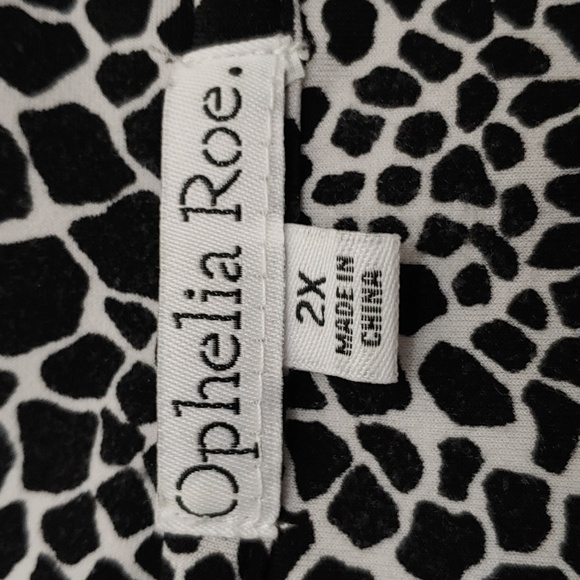 Ophelia Roe.
2X
MADE IN
CHINA